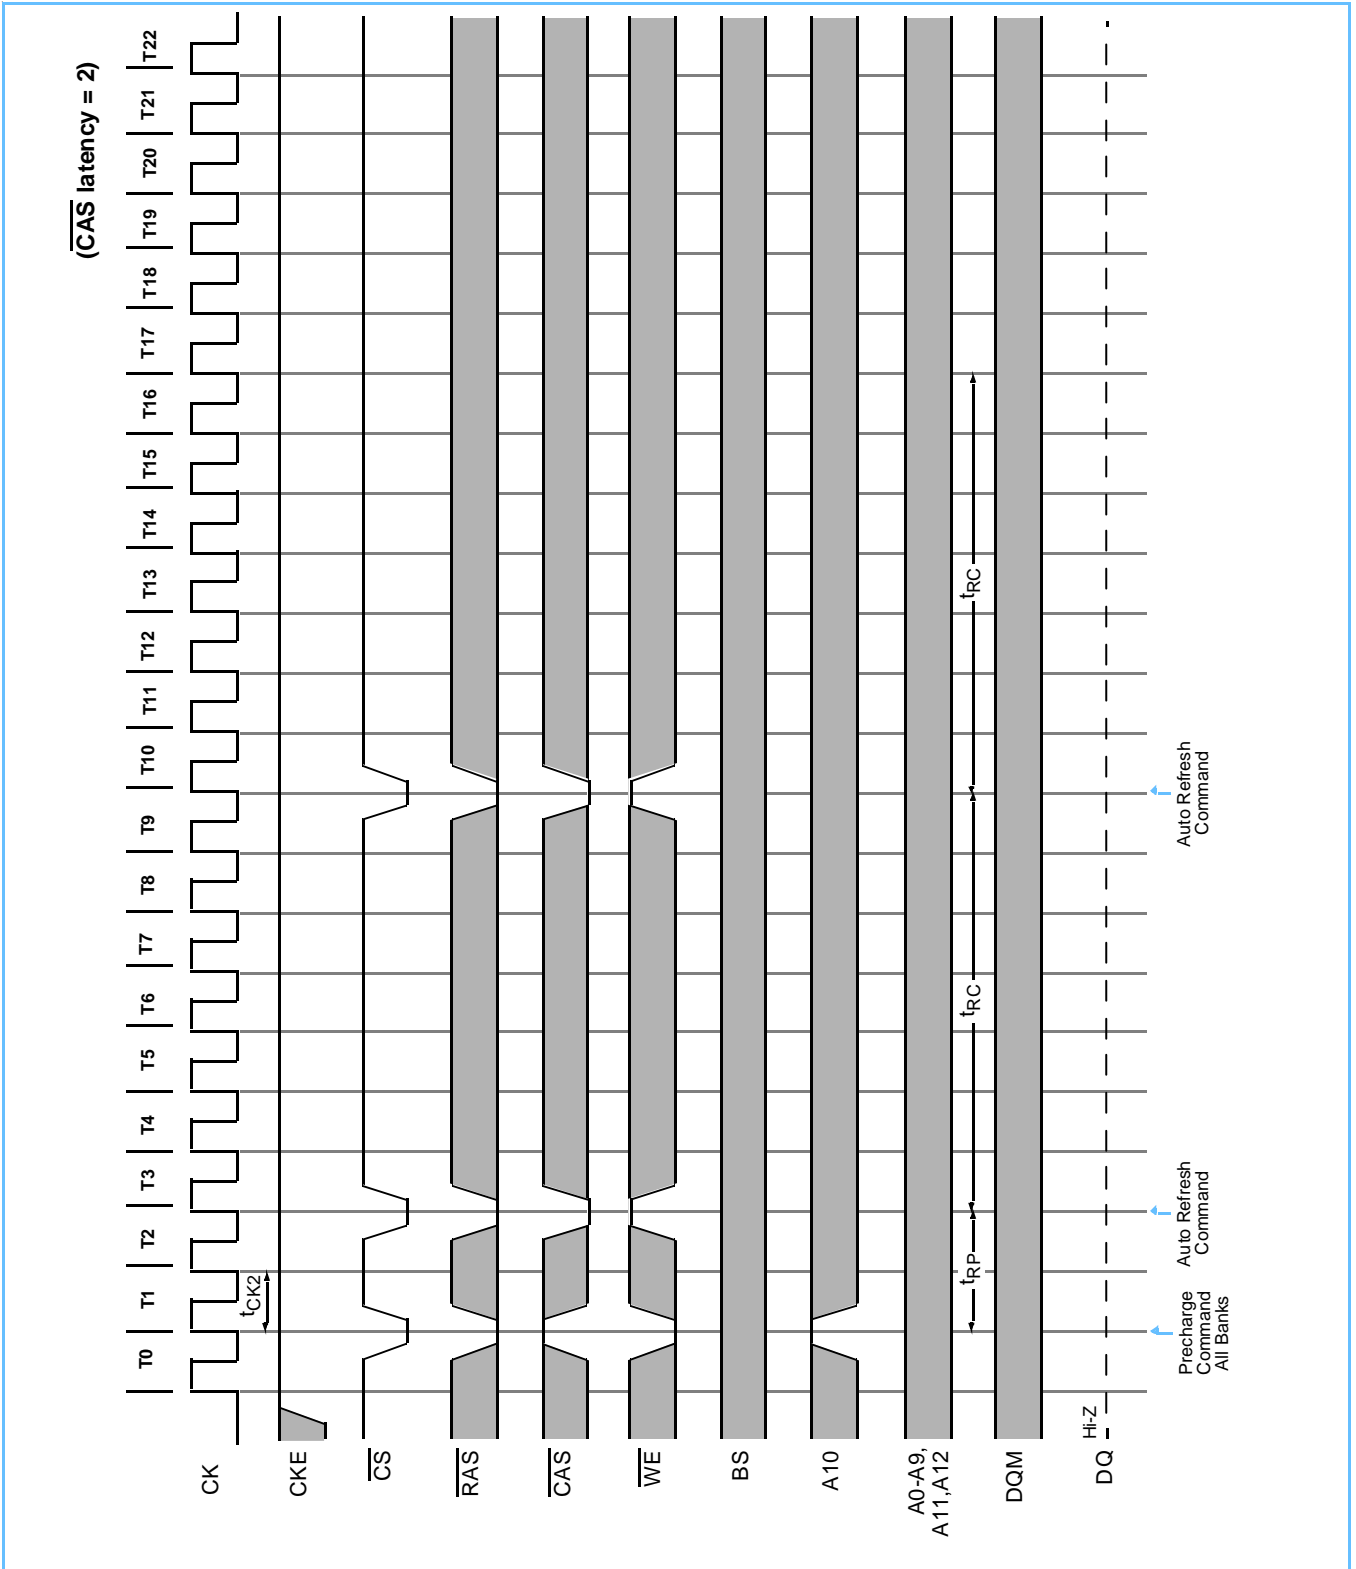 (CAS latency = 2)
T0 T1 T2 T3 T4 T5 T6 T7 T8 T9 T10 T11 T12 T13 T14 T15 T16 T17 T18 T19 T20 T21 T22
CK
tCK2
CKE
CS
RAS
CAS
WE
BS
A10
A0-A9,
A11,A12
tRP
tRC
tRC
DQM
DQ
Hi-Z
Precharge
Command
All Banks
Auto Refresh
Command
Auto Refresh
Command